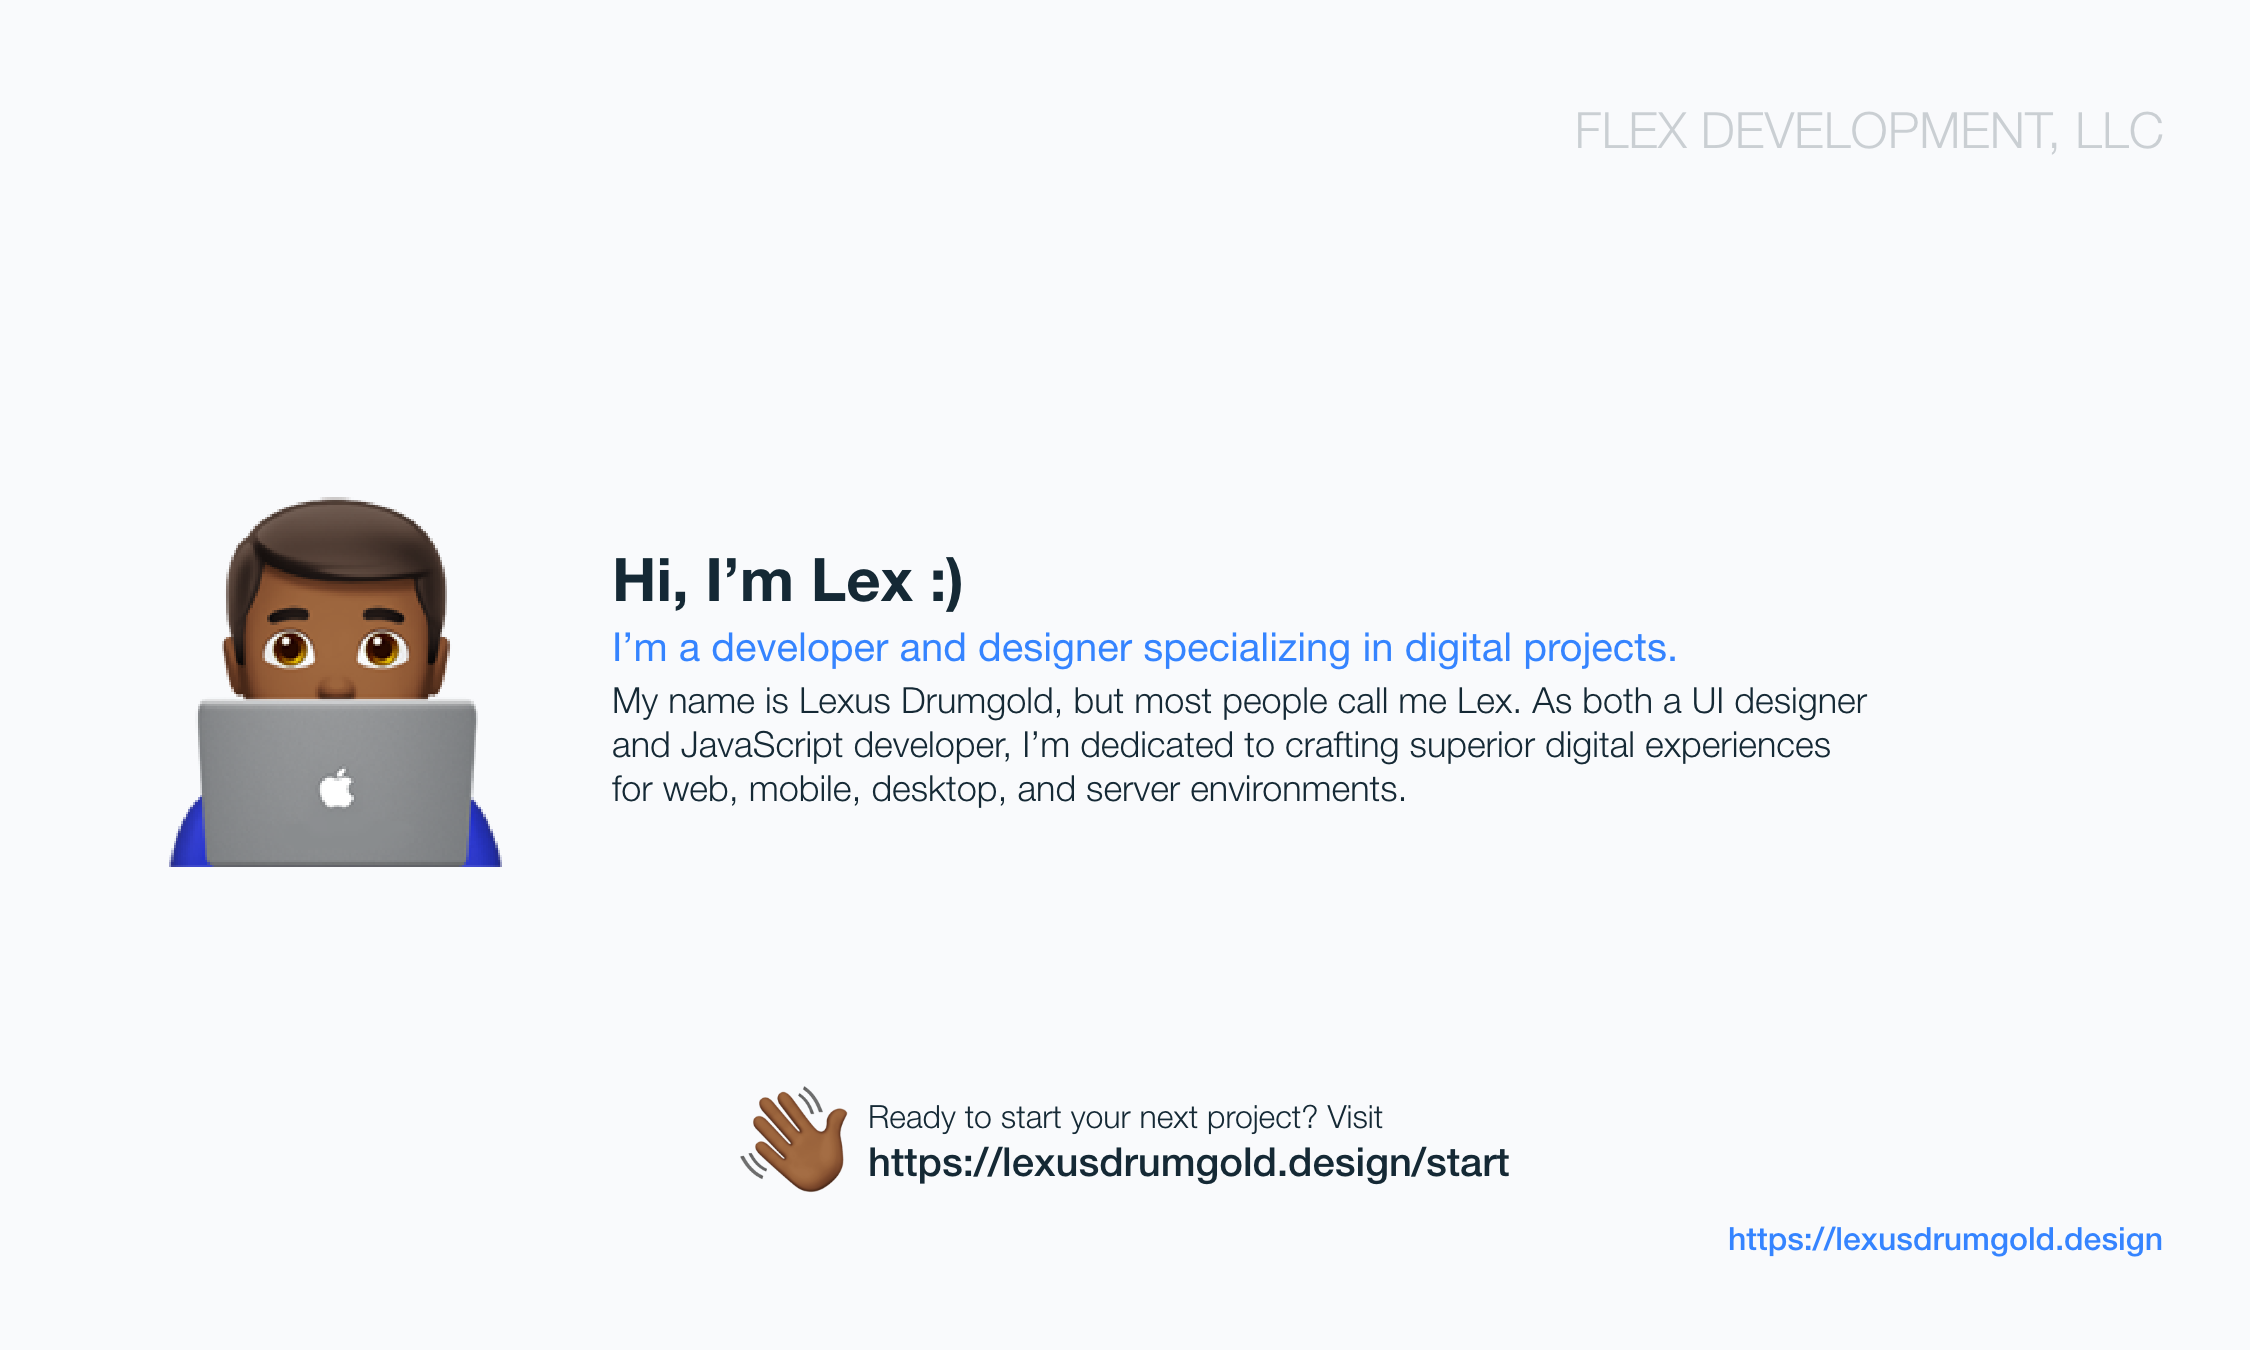 FLEX DEVELOPMENT, LLC
Hi, I’m Lex :)
I’m a developer and designer specializing in digital projects.
My name is Lexus Drumgold, but most people call me Lex. As both a UI designer
and JavaScript developer, I’m dedicated to crafting superior digital experiences
for web, mobile, desktop, and server environments.
Ready to start your next project? Visit
https://lexusdrumgold.design/start
https://lexusdrumgold.design